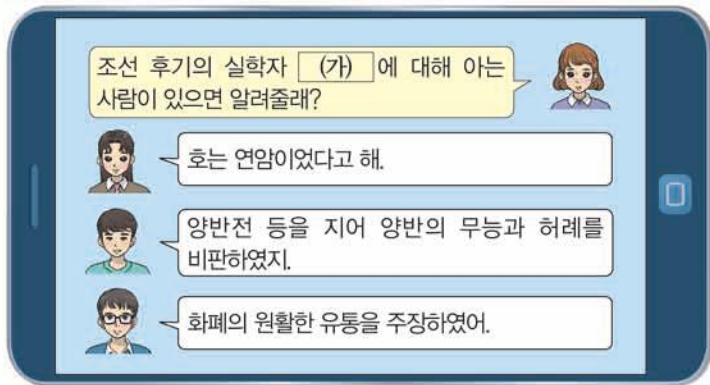 조선 후기의 실학자 (가) 에 대해 아는
사람이 있으면 알려줄래?
호는 연암이었다고 해.
양반전 등을 지어 양반의 무능과 허례를
비판하였지.
화폐의 원활한 유통을 주장하였어.